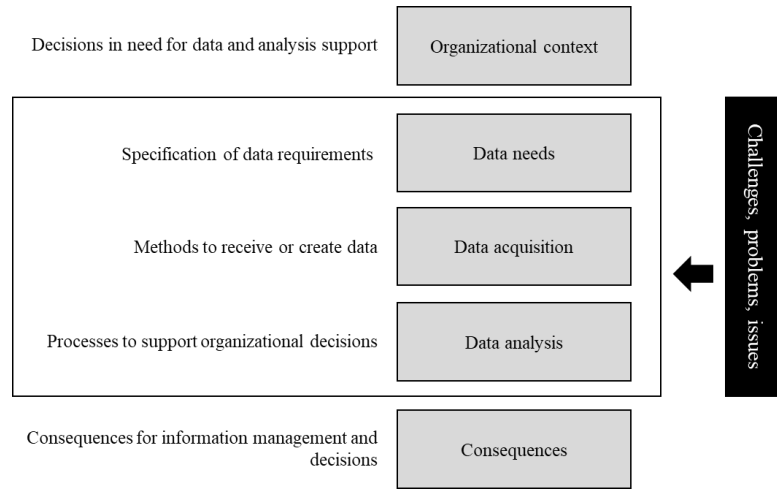 Decisions in need for data and analysis support
Organizational context
Specification of data requirements
Data needs
Methods to receive or create data
Data acquisition
Processes to support organizational decisions
Data analysis
Challenges, problems, issues
Consequences for information management and
decisions
Consequences